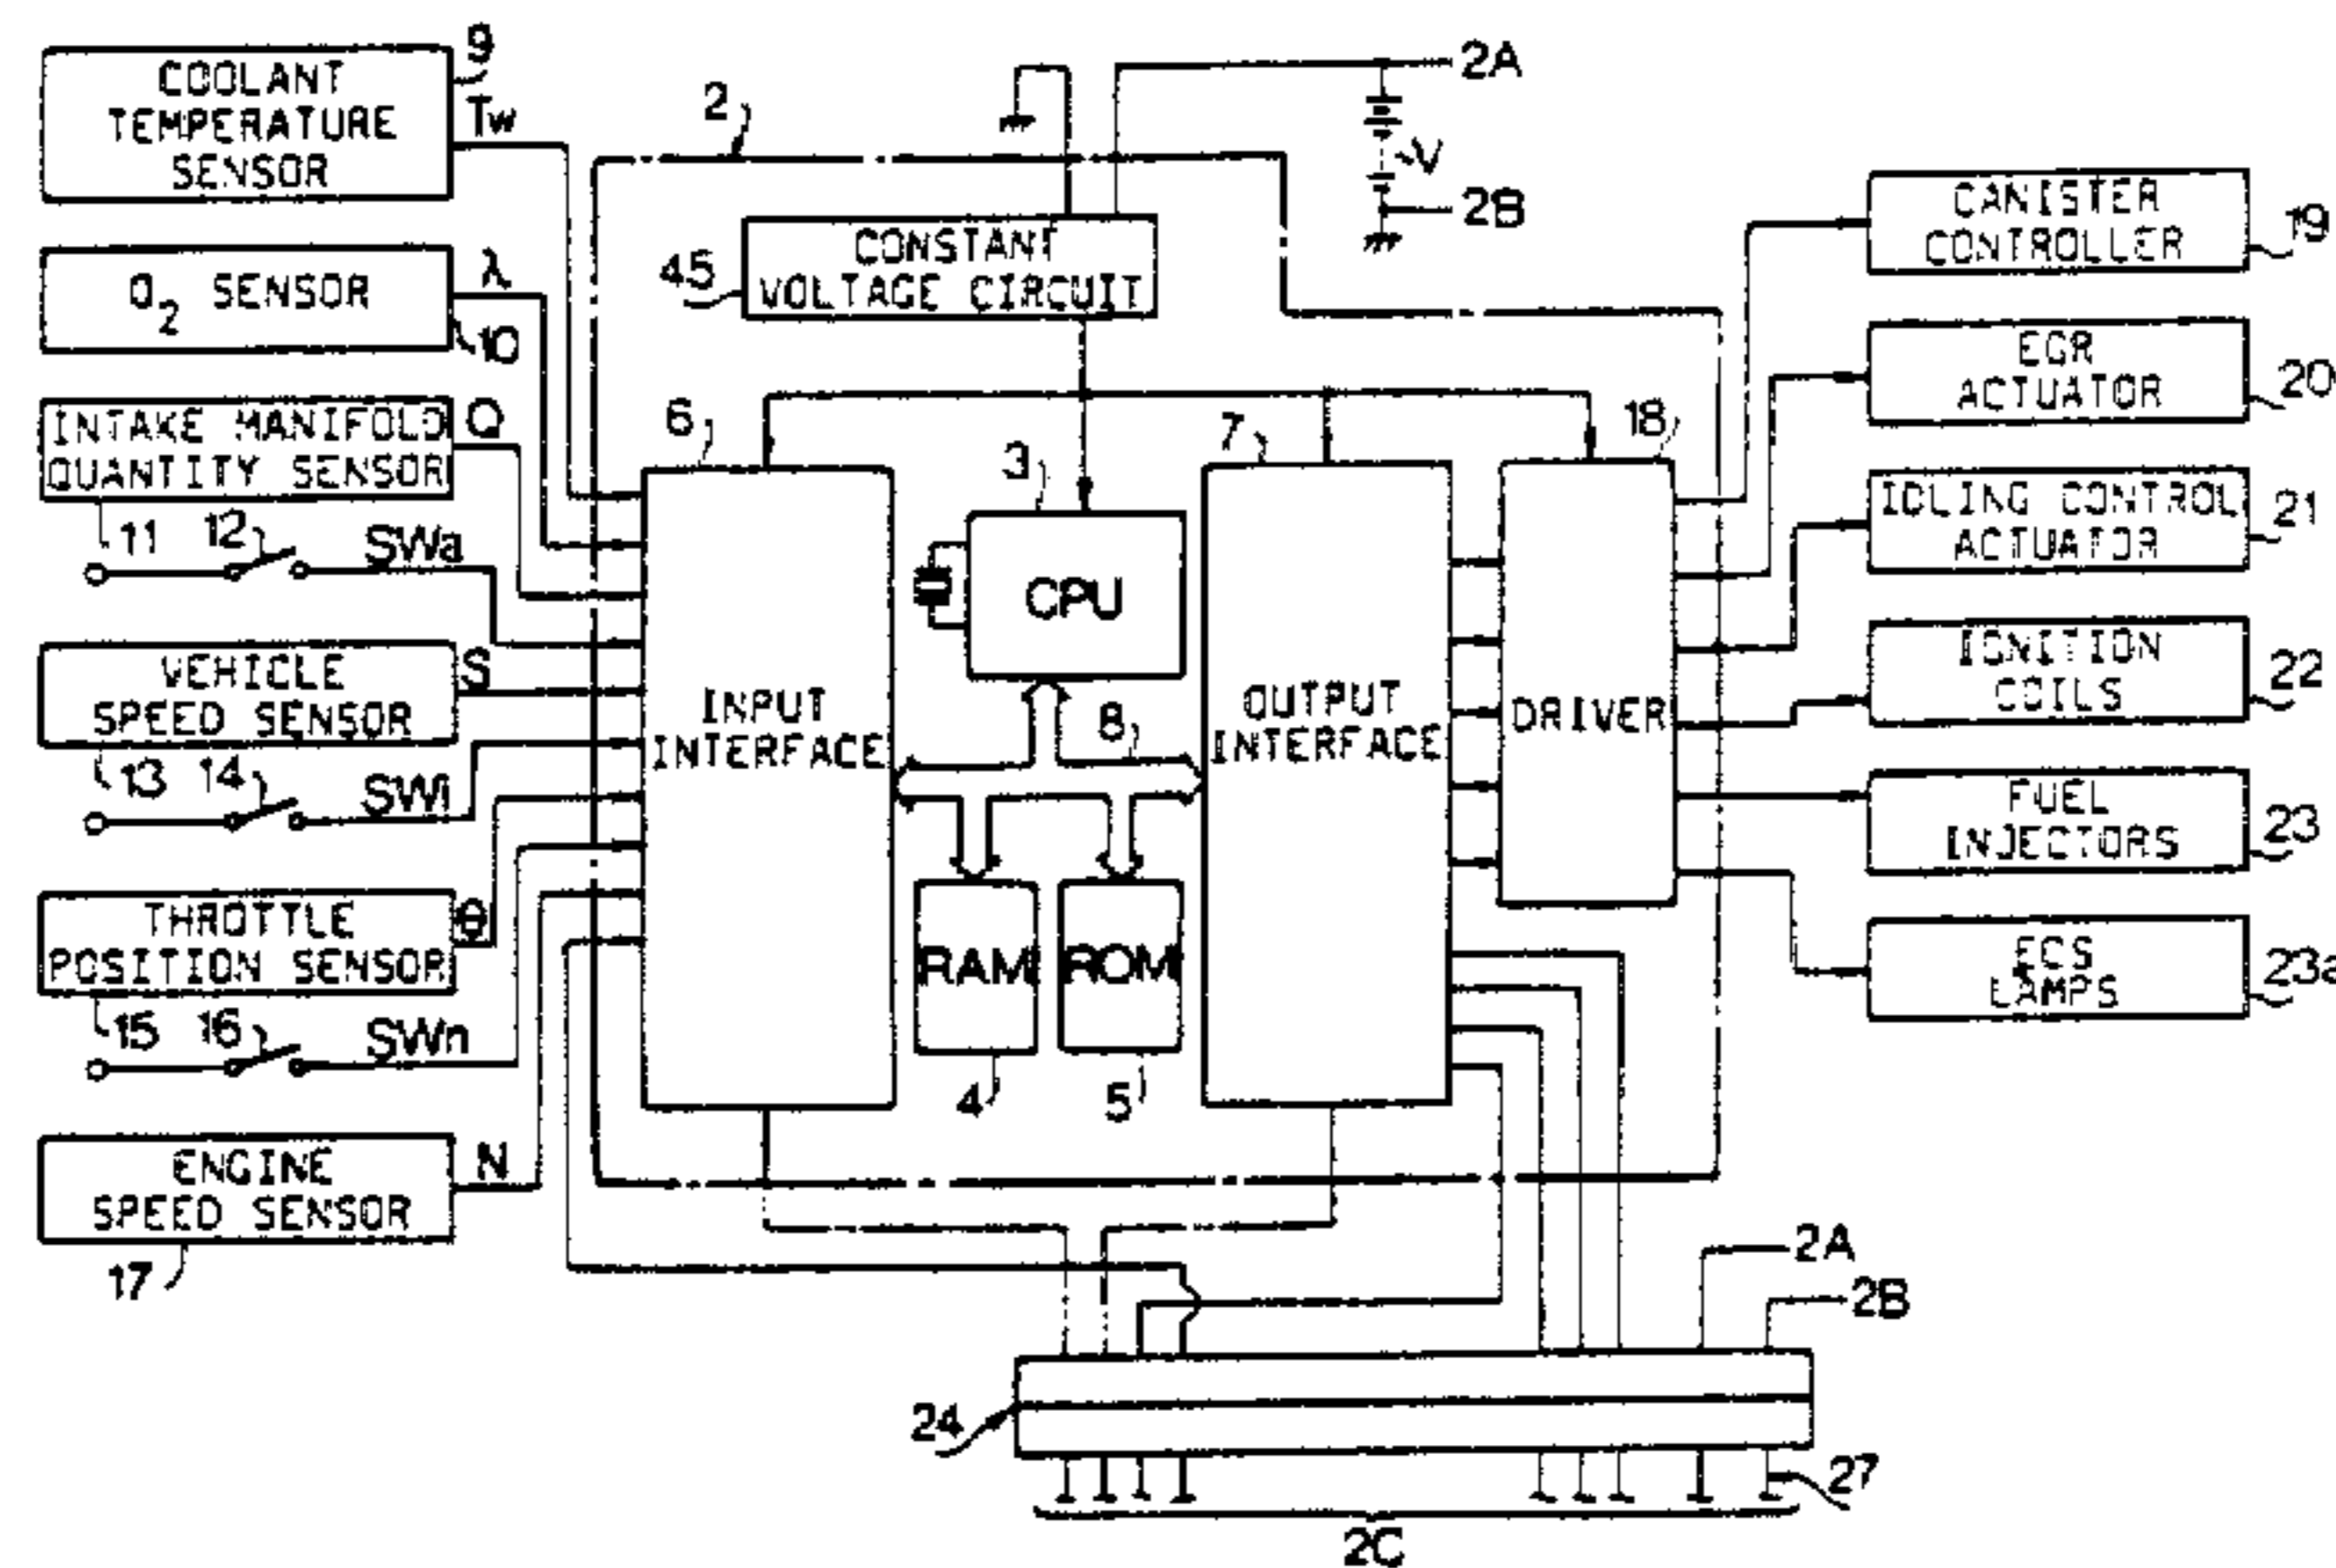 COOLANT
TEMPERATURE
SENSOR
9
Tw
O2 SENSOR
λ
10
INTAKE MANIFOLD
QUANTITY SENSOR
Q
11
12
SWa
VEHICLE
SPEED SENSOR
S
13
14
SWi
THROTTLE
POSITION SENSOR
θ
15
16
SWn
ENGINE
SPEED SENSOR
N
17
2
2A
V
2B
45
CONSTANT
VOLTAGE CIRCUIT
6
INPUT
INTERFACE
3
CPU
8
RAM
4
ROM
5
7
OUTPUT
INTERFACE
18
DRIVER
CANISTER
CONTROLLER
19
EGR
ACTUATOR
20
IDLING CONTROL
ACTUATOR
21
IGNITION
COILS
22
FUEL
INJECTORS
23
ECS
LAMPS
23a
2A
2B
24
27
2C